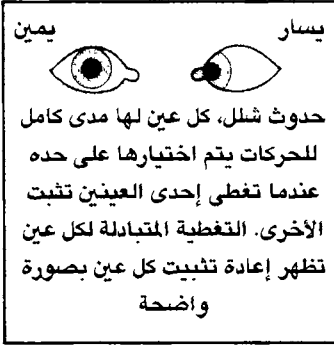 يسار
يمين
حدوث شلل، كل عين لها مدى كامل
للحركات يتم اختيارها على حده
عندما تغطى إحدى العينين تثبت
الأخرى. التغطية المتبادلة لكل عين
تظهر إعادة تثبيت كل عين بصورة
واضحة